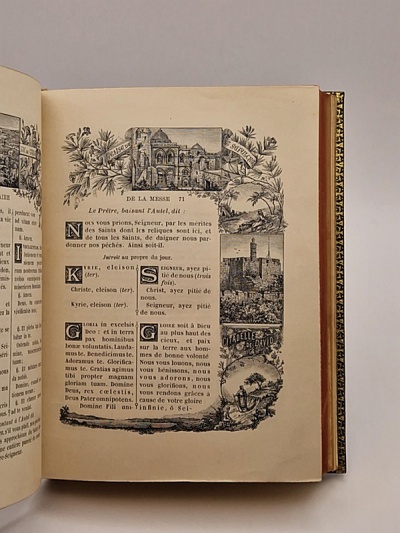 DE LA MESSE 71
Le Prêtre, baisant l'Autel, dit :
NOUS vous prions, Seigneur, par les mérites
des Saints dont les reliques sont ici, et
de tous les Saints, de daigner nous par-
donner nos péchés. Ainsi soit-il.
Introït au propre du jour.
KYRIE, eleison (ter).
Christe, eleison (ter).
Kyrie, eleison (ter).
GLORIA in excelsis
Deo : et in terra
pax hominibus
bonæ voluntatis. Lauda-
mus te. Benedicimus te.
Adoramus te. Glorifica-
mus te. Gratias agimus
tibi propter magnam
gloriam tuam. Domine
Deus, rex cœlestis,
Deus Pater omnipotens.
Domine Fili uni-
SEIGNEUR, ayez pi-
tié de nous (trois
fois).
Christ, ayez pitié de
nous.
Seigneur, ayez pitié
de nous.
GLOIRE soit à Dieu
au plus haut des
cieux, et paix
sur la terre aux hom-
mes de bonne volonté
Nous vous louons, nous
vous bénissons, nous
vous adorons, nous
vous glorifions, nous
vous rendons grâces à
cause de votre gloire
infinie, ô Sei-